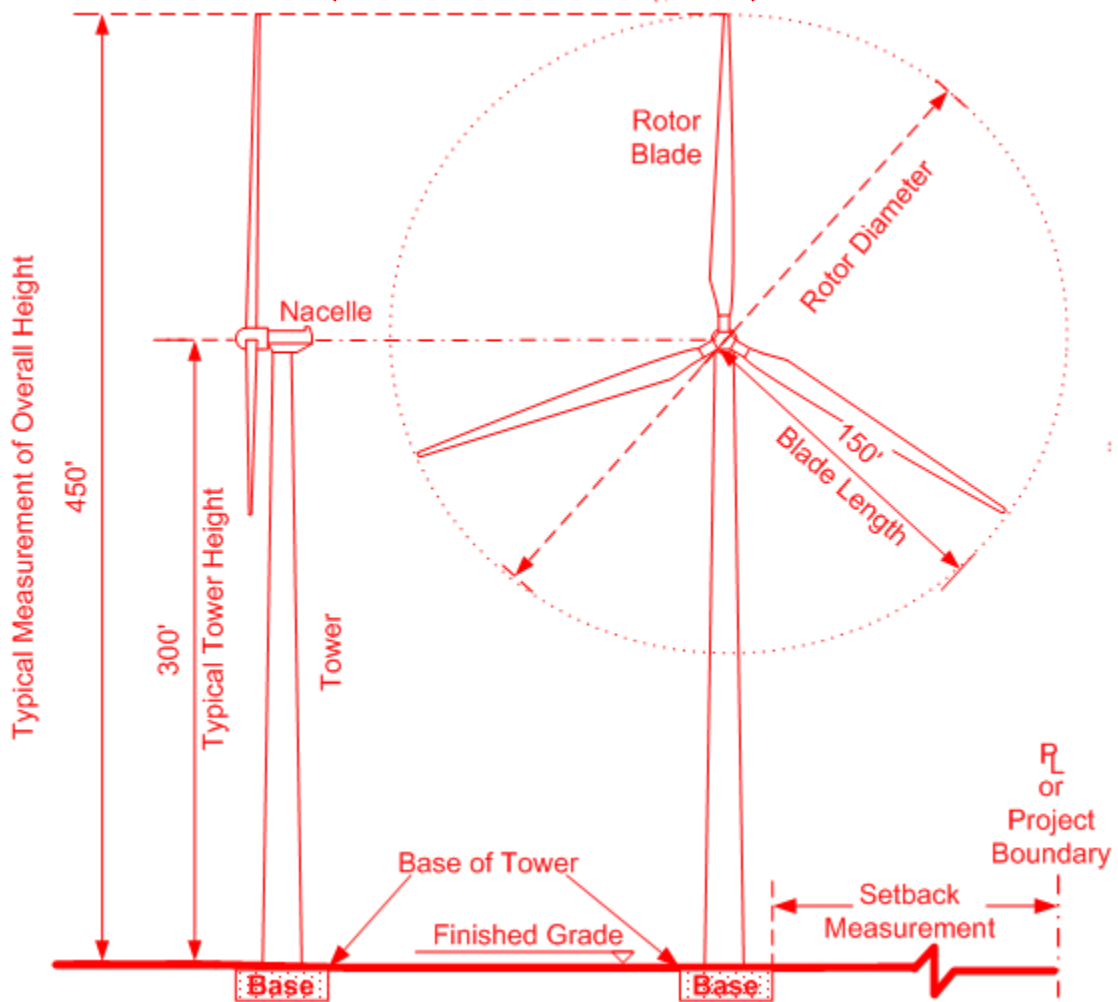 Typical Measurement of Overall Height
450'
300'
Typical Tower Height
Tower
Nacelle
Rotor
Blade
Rotor Diameter
150'
Blade Length
Base of Tower
Finished Grade
Base
Base
PL
or
Project
Boundary
Setback
Measurement